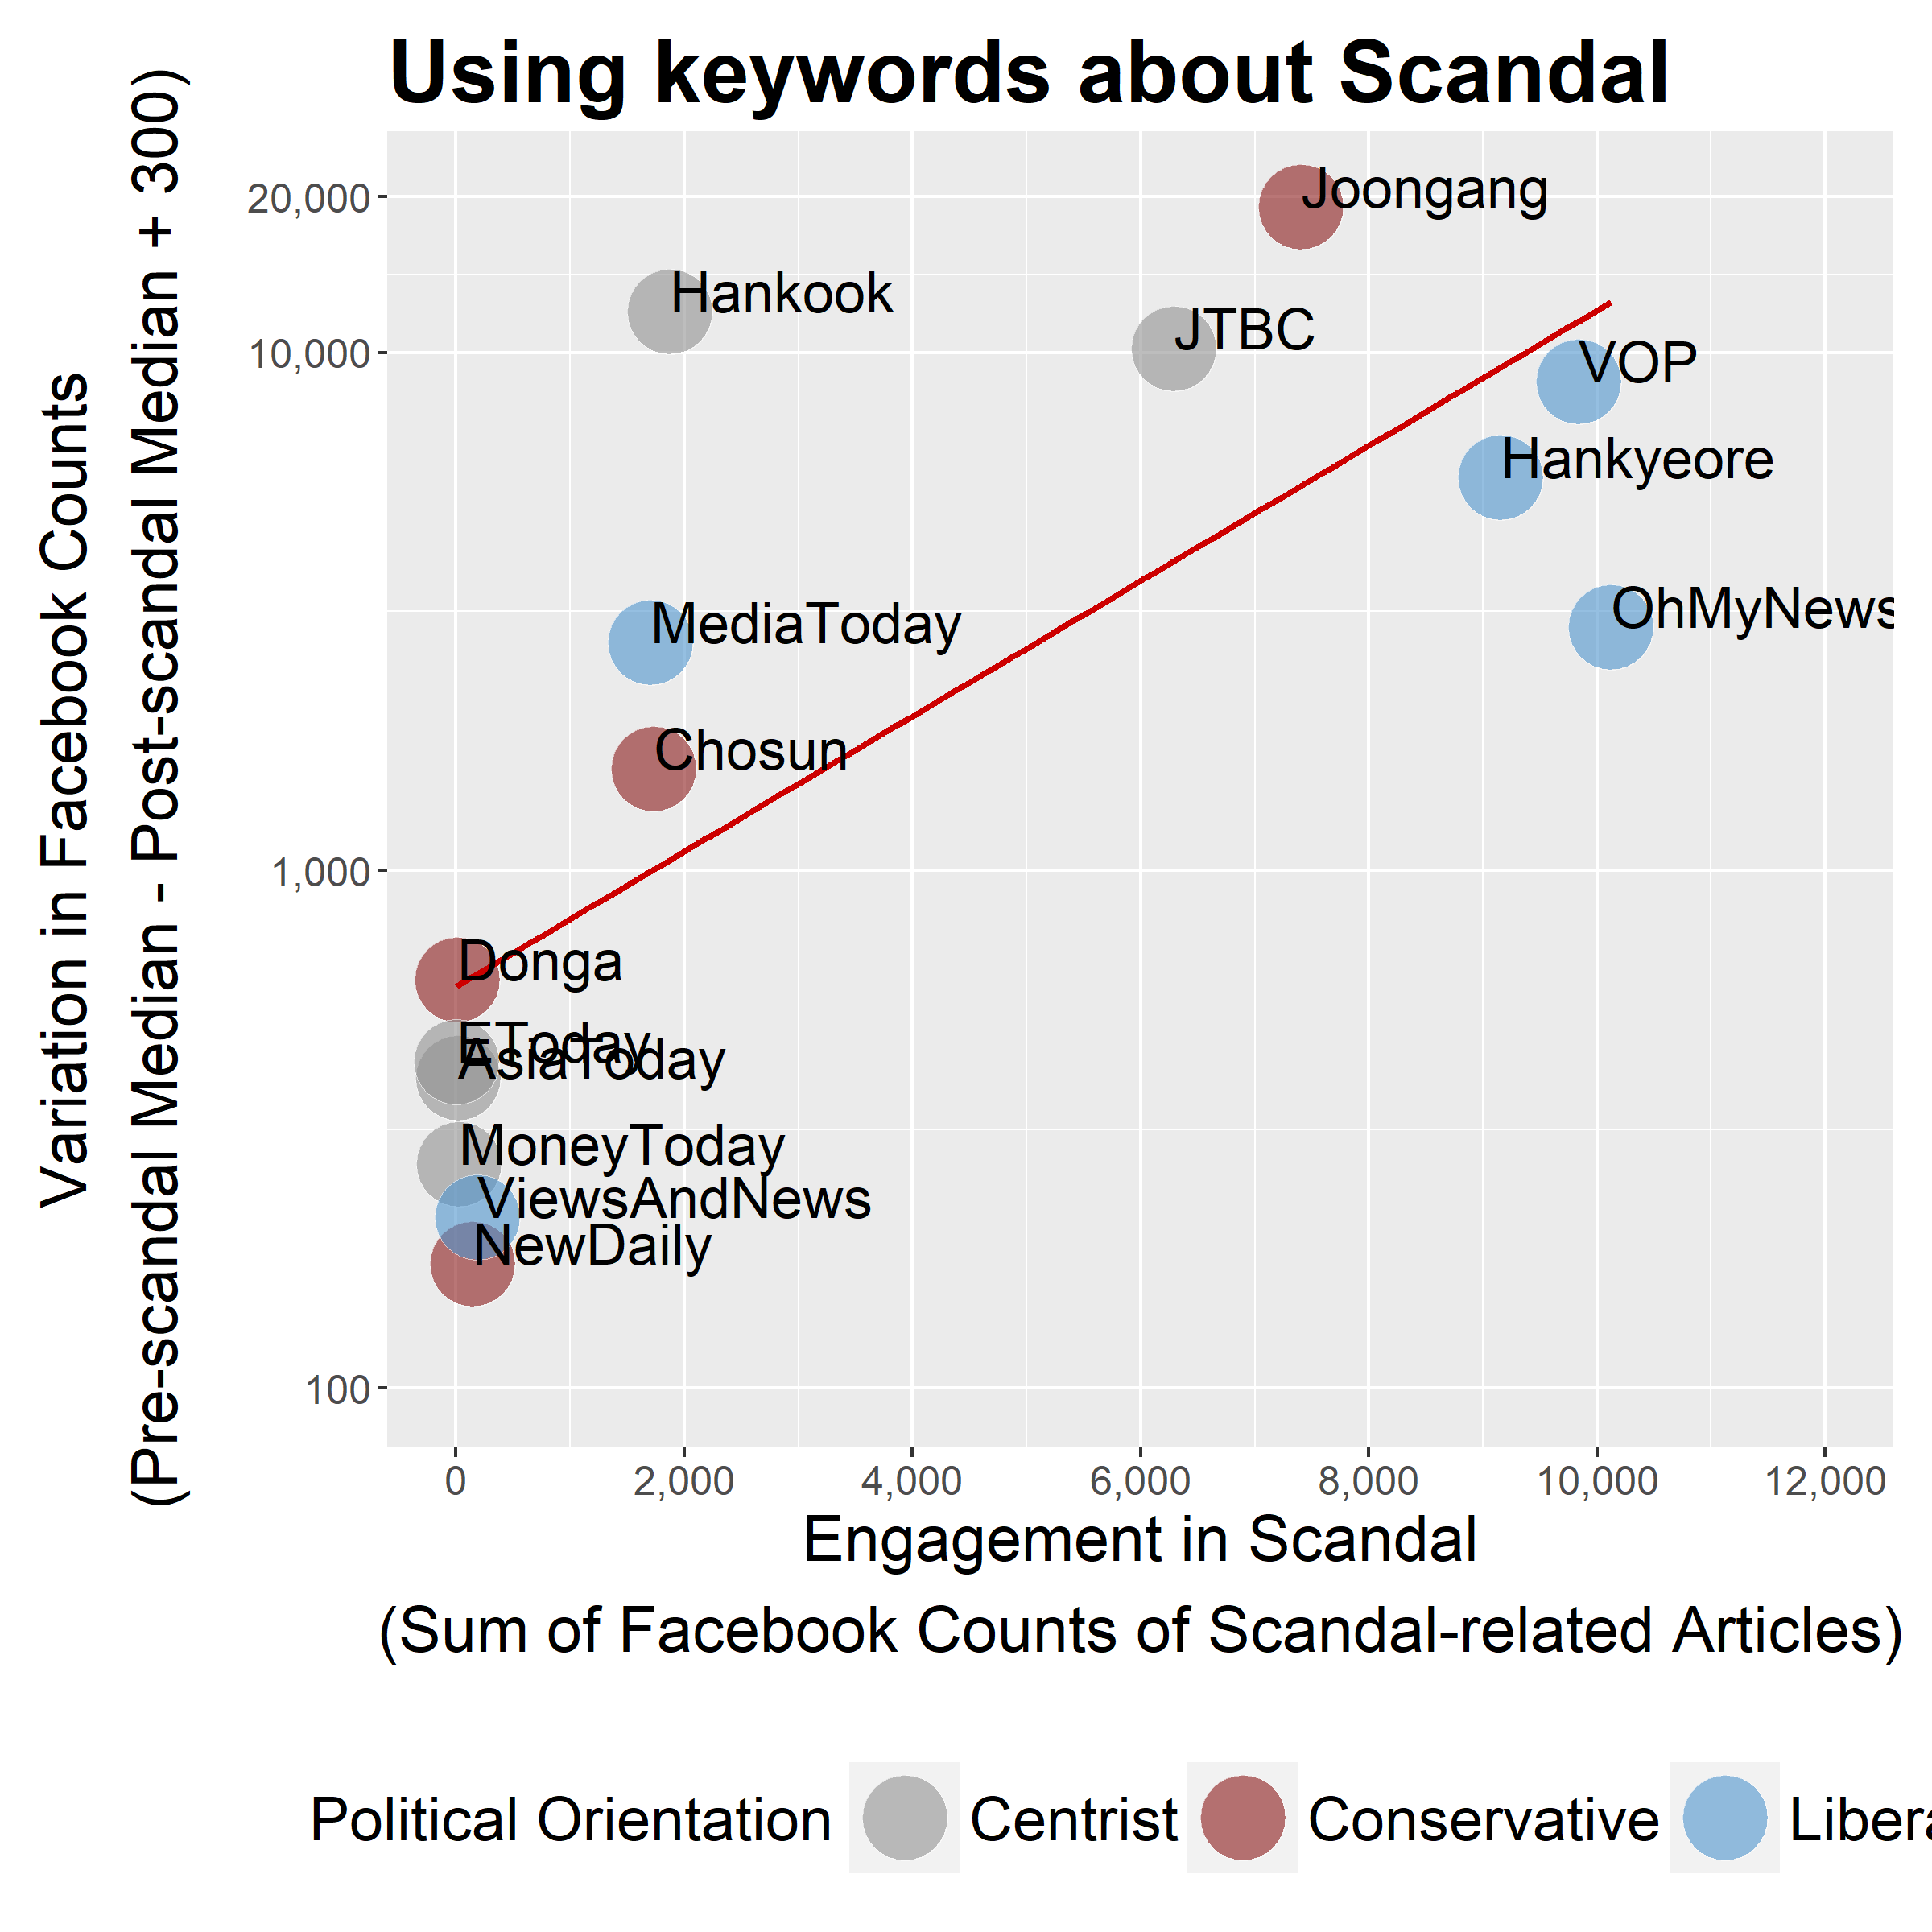 Using keywords about Scandal
Variation in Facebook Counts
(Pre-scandal Median - Post-scandal Median + 300)
20,000
10,000
1,000
100
Joongang
Hankook
JTBC
VOP
Hankyeore
OhMyNews
MediaToday
Chosun
Donga
EToday
AsiaToday
MoneyToday
ViewsAndNews
NewDaily
0 2,000 4,000 6,000 8,000 10,000 12,000
Engagement in Scandal
(Sum of Facebook Counts of Scandal-related Articles)
Political Orientation Centrist Conservative Libera